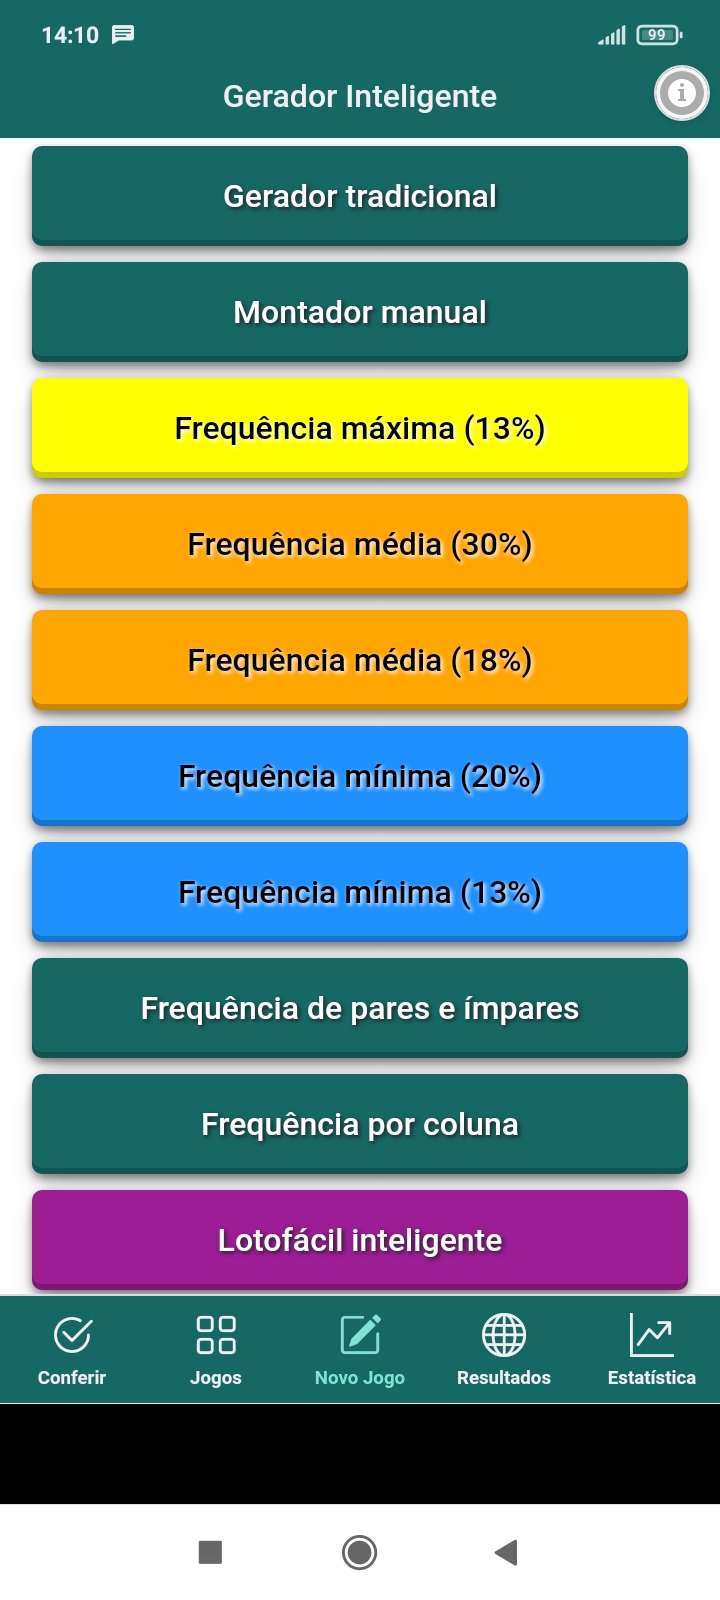 14:10
99
Gerador Inteligente
Gerador tradicional
Montador manual
Frequência máxima (13%)
Frequência média (30%)
Frequência média (18%)
Frequência mínima (20%)
Frequência mínima (13%)
Frequência de pares e ímpares
Frequência por coluna
Lotofácil inteligente
Conferir
Jogos
Novo Jogo
Resultados
Estatística